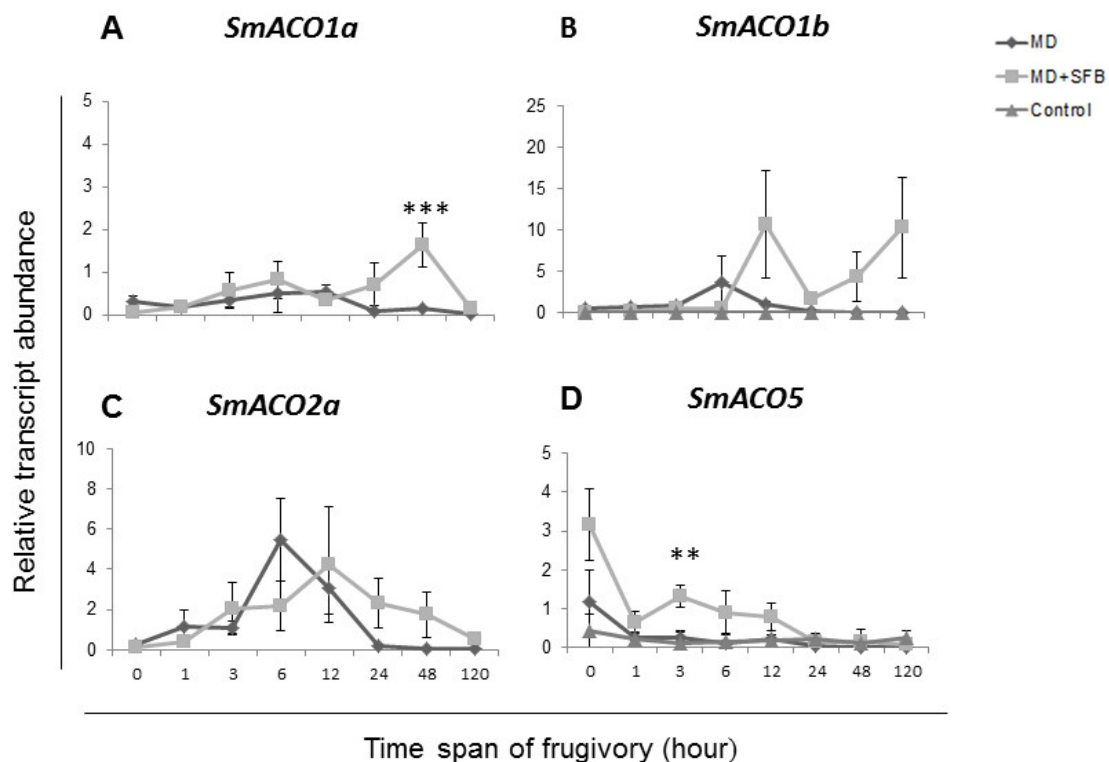 A SmACO1a
B SmACO1b
MD
MD+SFB
Control
5
4
3
2
1
0
***
25
20
15
10
5
0
Relative transcript abundance
C SmACO2a
D SmACO5
10
8
6
4
2
0
0 1 3 6 12 24 48 120
5
4
3
2
1
0
**
0 1 3 6 12 24 48 120
Time span of frugivory (hour)